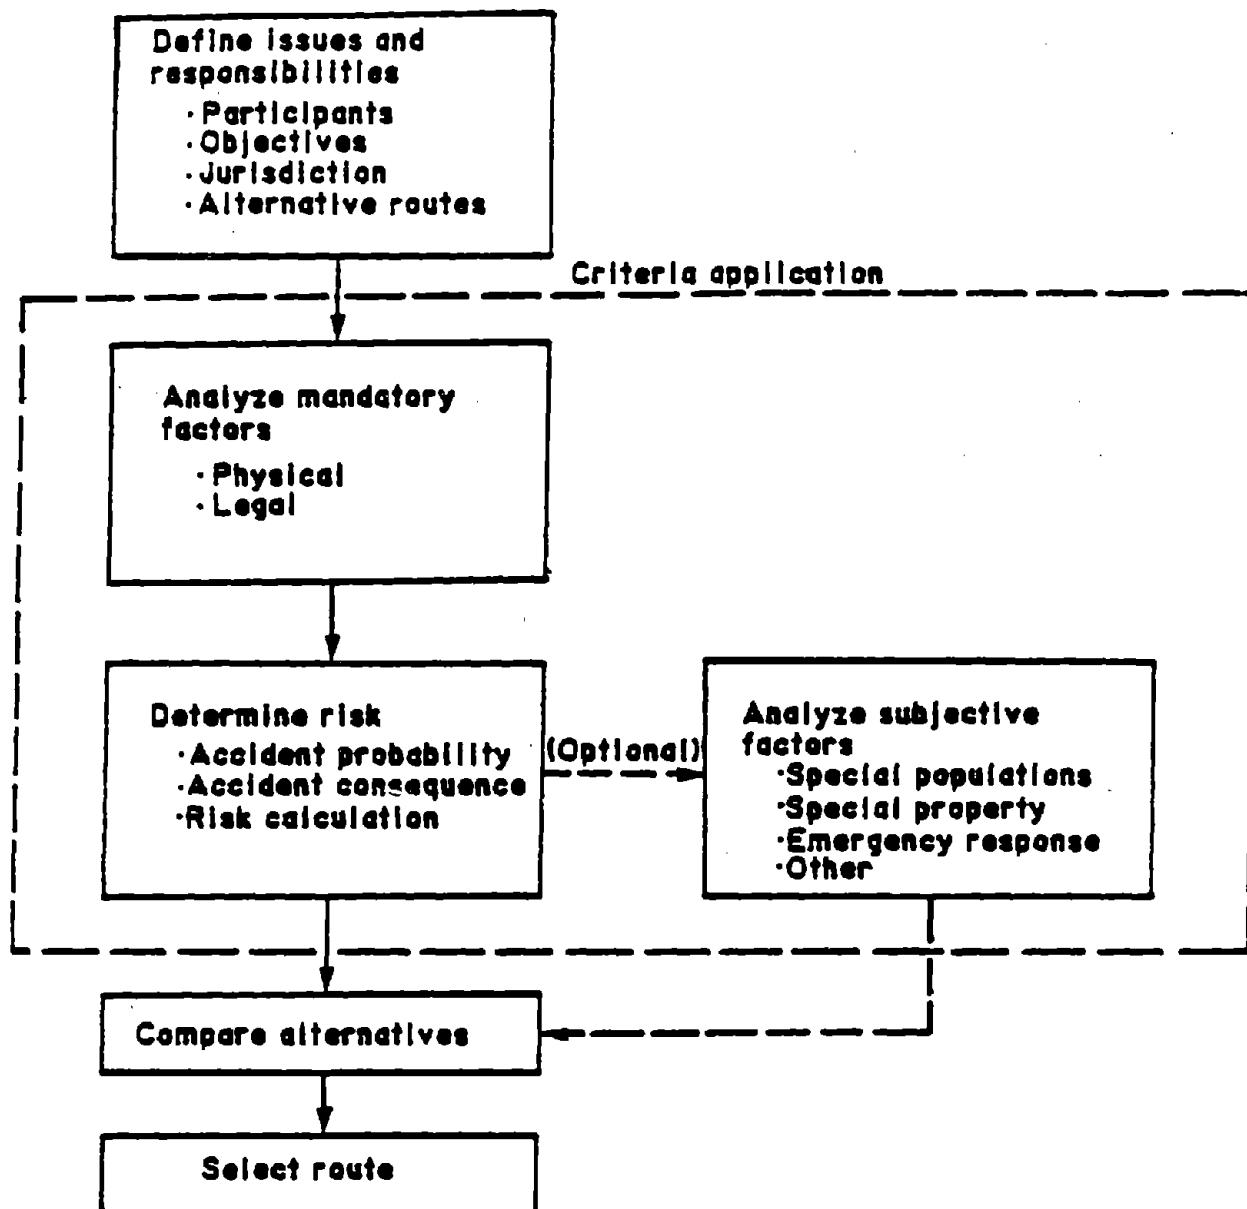 Define issues and
responsibilities
·Participants
·Objectives
·Jurisdiction
·Alternative routes
Criteria application
Analyze mandatory
factors
·Physical
·Legal
Determine risk
·Accident probability
·Accident consequence
·Risk calculation
(Optional)
Analyze subjective
factors
·Special populations
·Special property
·Emergency response
·Other
Compare alternatives
Select route